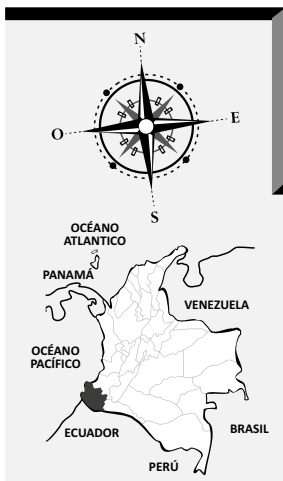 N
O
E
S
OCÉANO
ATLANTICO
PANAMÁ
VENEZUELA
OCÉANO
PACÍFICO
ECUADOR
BRASIL
PERÚ